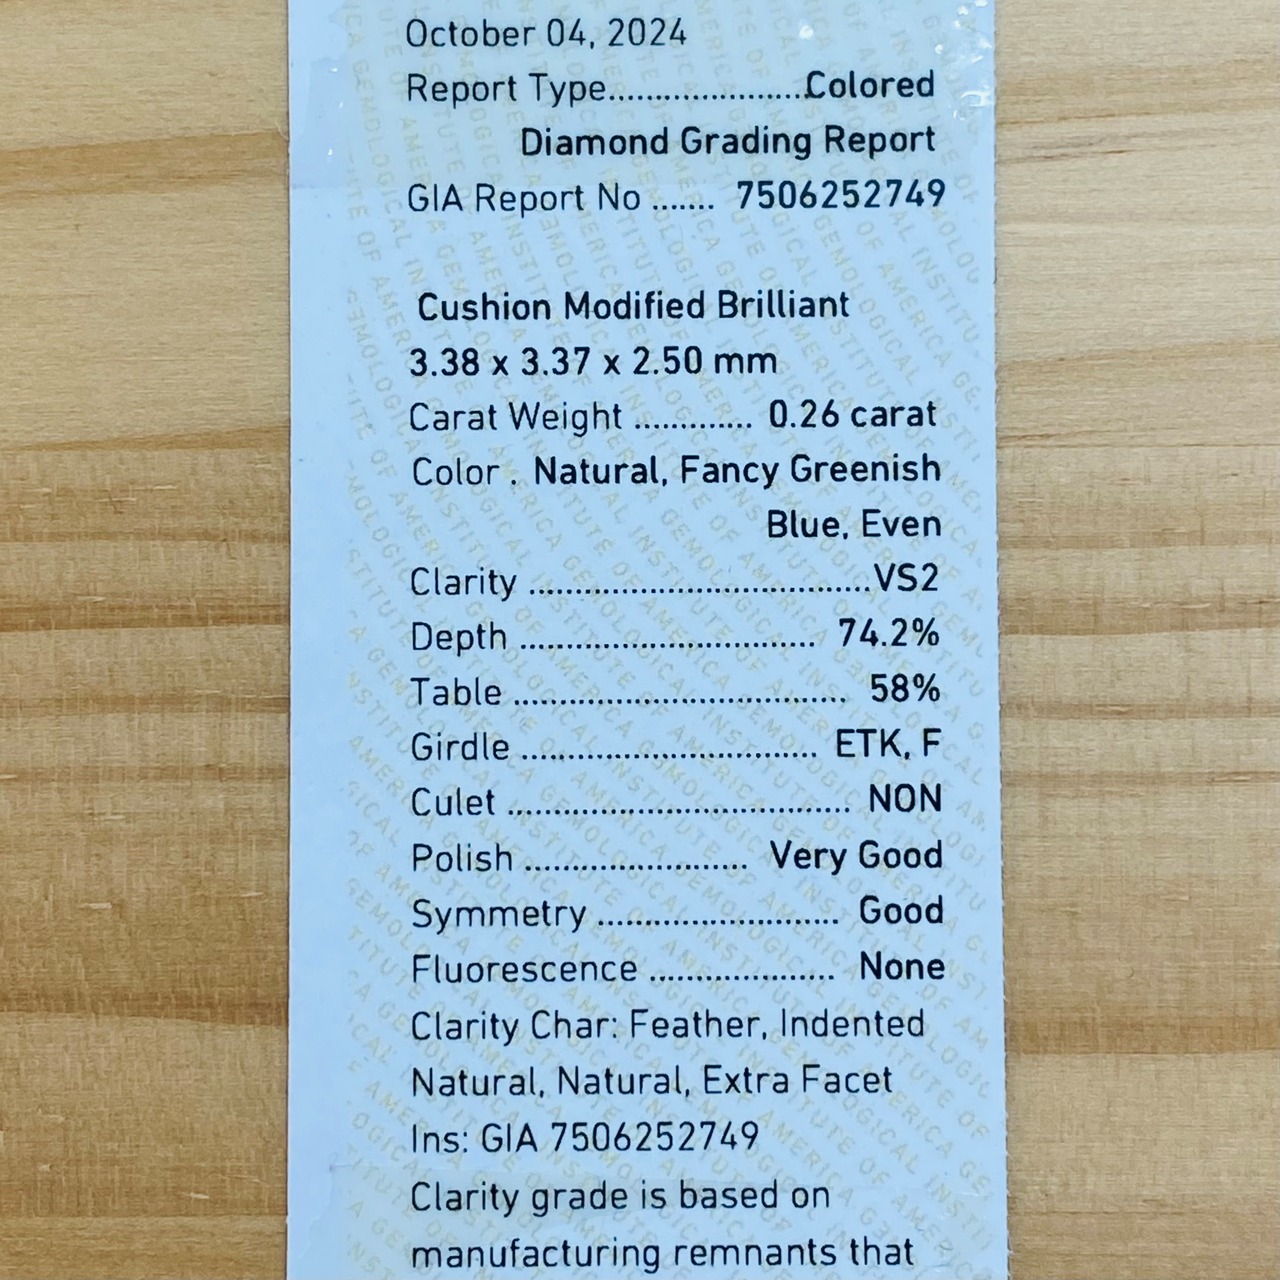 October 04, 2024
Report Type......................Colored
Diamond Grading Report
GIA Report No ....... 7506252749
Cushion Modified Brilliant
3.38 x 3.37 x 2.50 mm
Carat Weight ............. 0.26 carat
Color . Natural, Fancy Greenish
Blue, Even
Clarity .....................................VS2
Depth ................................ 74.2%
Table .................................... 58%
Girdle ................................ ETK, F
Culet ..................................... NON
Polish ........................ Very Good
Symmetry .......................... Good
Fluorescence .................... None
Clarity Char: Feather, Indented
Natural, Natural, Extra Facet
Ins: GIA 7506252749
Clarity grade is based on
manufacturing remnants that